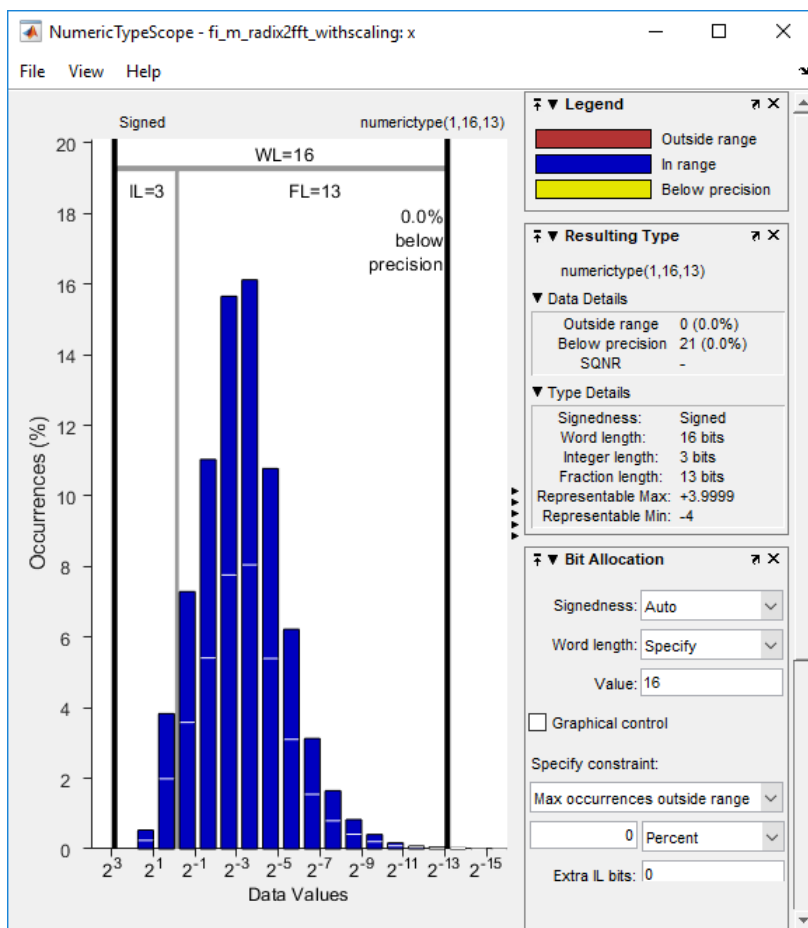 NumericTypeScope - fi_m_radix2fft_withscaling: x
File View Help
Signed numerictype(1,16,13)
WL=16
IL=3 FL=13
0.0%
below
precision
20
18
16
14
12
10
8
6
4
2
0
Occurrences (%)
2^3 2^1 2^-1 2^-3 2^-5 2^-7 2^-9 2^-11 2^-13 2^-15
Data Values
Legend
Outside range
In range
Below precision
Resulting Type
numerictype(1,16,13)
Data Details
Outside range 0 (0.0%)
Below precision 21 (0.0%)
SQNR -
Type Details
Signedness: Signed
Word length: 16 bits
Integer length: 3 bits
Fraction length: 13 bits
Representable Max: +3.9999
Representable Min: -4
Bit Allocation
Signedness: Auto
Word length: Specify
Value: 16
Graphical control
Specify constraint:
Max occurrences outside range
0 Percent
Extra IL bits: 0